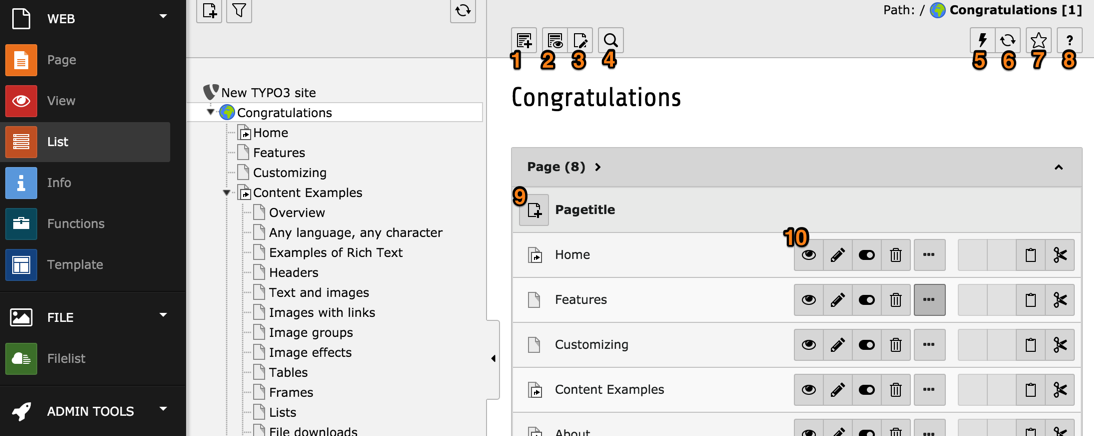 WEB
Page
View
List
Info
Functions
Template
FILE
Filelist
ADMIN TOOLS
New TYPO3 site
Congratulations
Home
Features
Customizing
Content Examples
Overview
Any language, any character
Examples of Rich Text
Headers
Text and images
Images with links
Image groups
Image effects
Tables
Frames
Lists
File downloads
Path: / Congratulations [1]
1 2 3 4 5 6 7 8
Congratulations
Page (8)
9 Pagetitle
10
Home
Features
Customizing
Content Examples
About